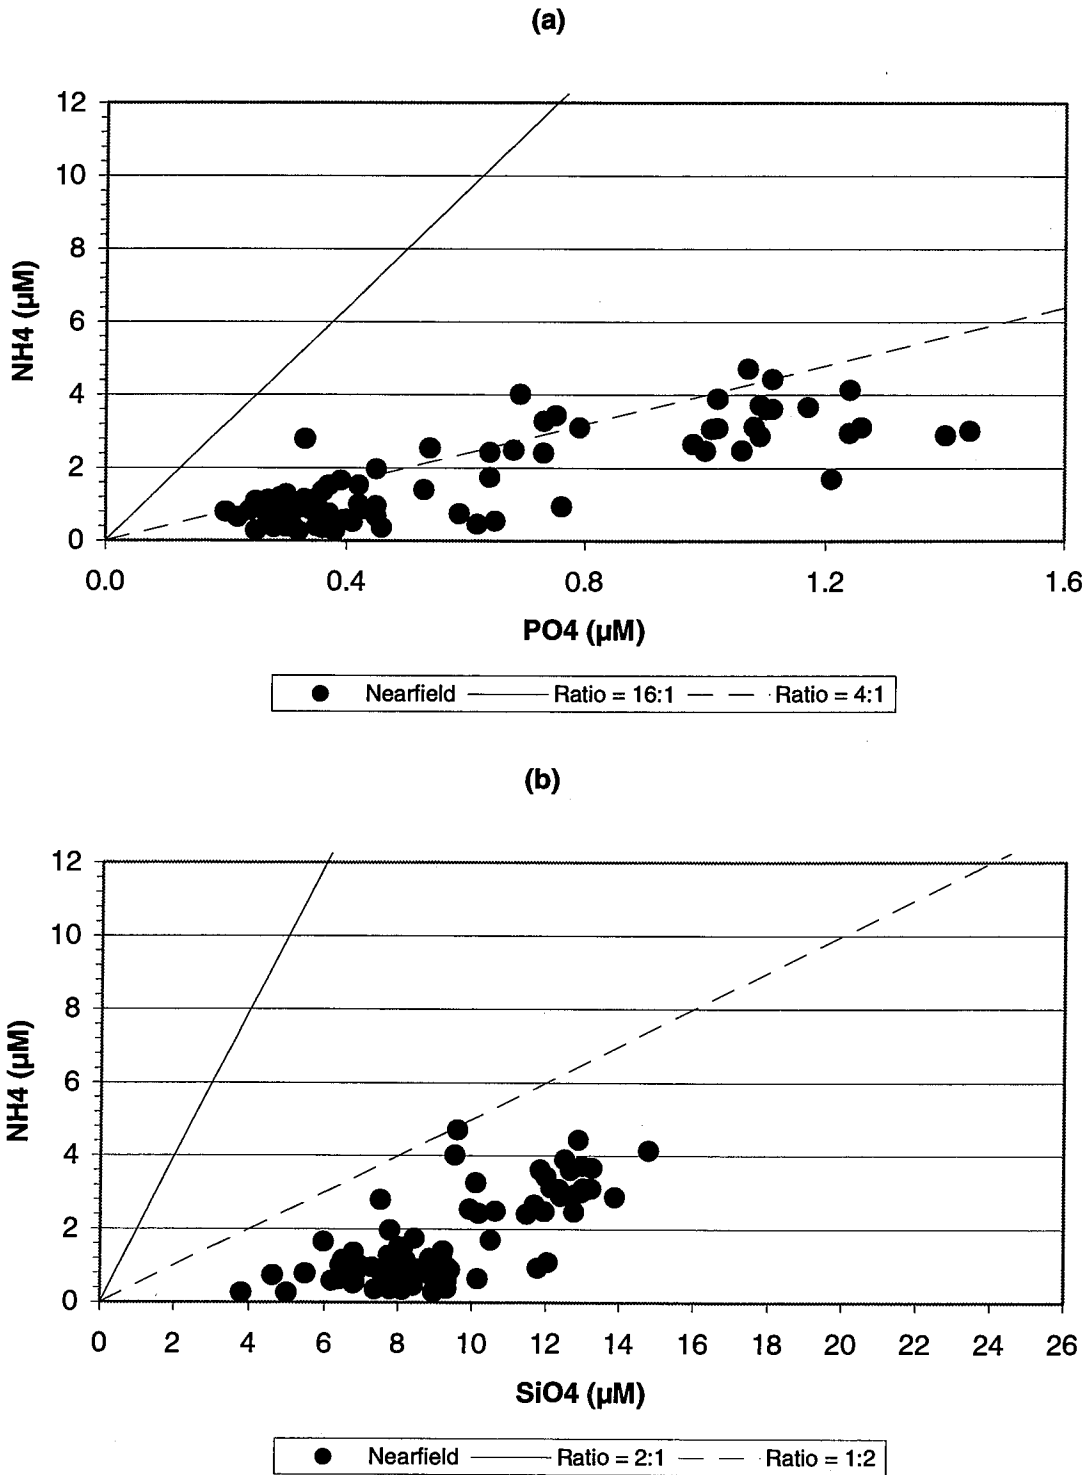 (a)
12
10
8
6
4
2
0
NH4 (µM)
0.0 0.4 0.8 1.2 1.6
PO4 (µM)
Nearfield Ratio = 16:1 Ratio = 4:1
(b)
12
10
8
6
4
2
0
NH4 (µM)
0 2 4 6 8 10 12 14 16 18 20 22 24 26
SiO4 (µM)
Nearfield Ratio = 2:1 Ratio = 1:2